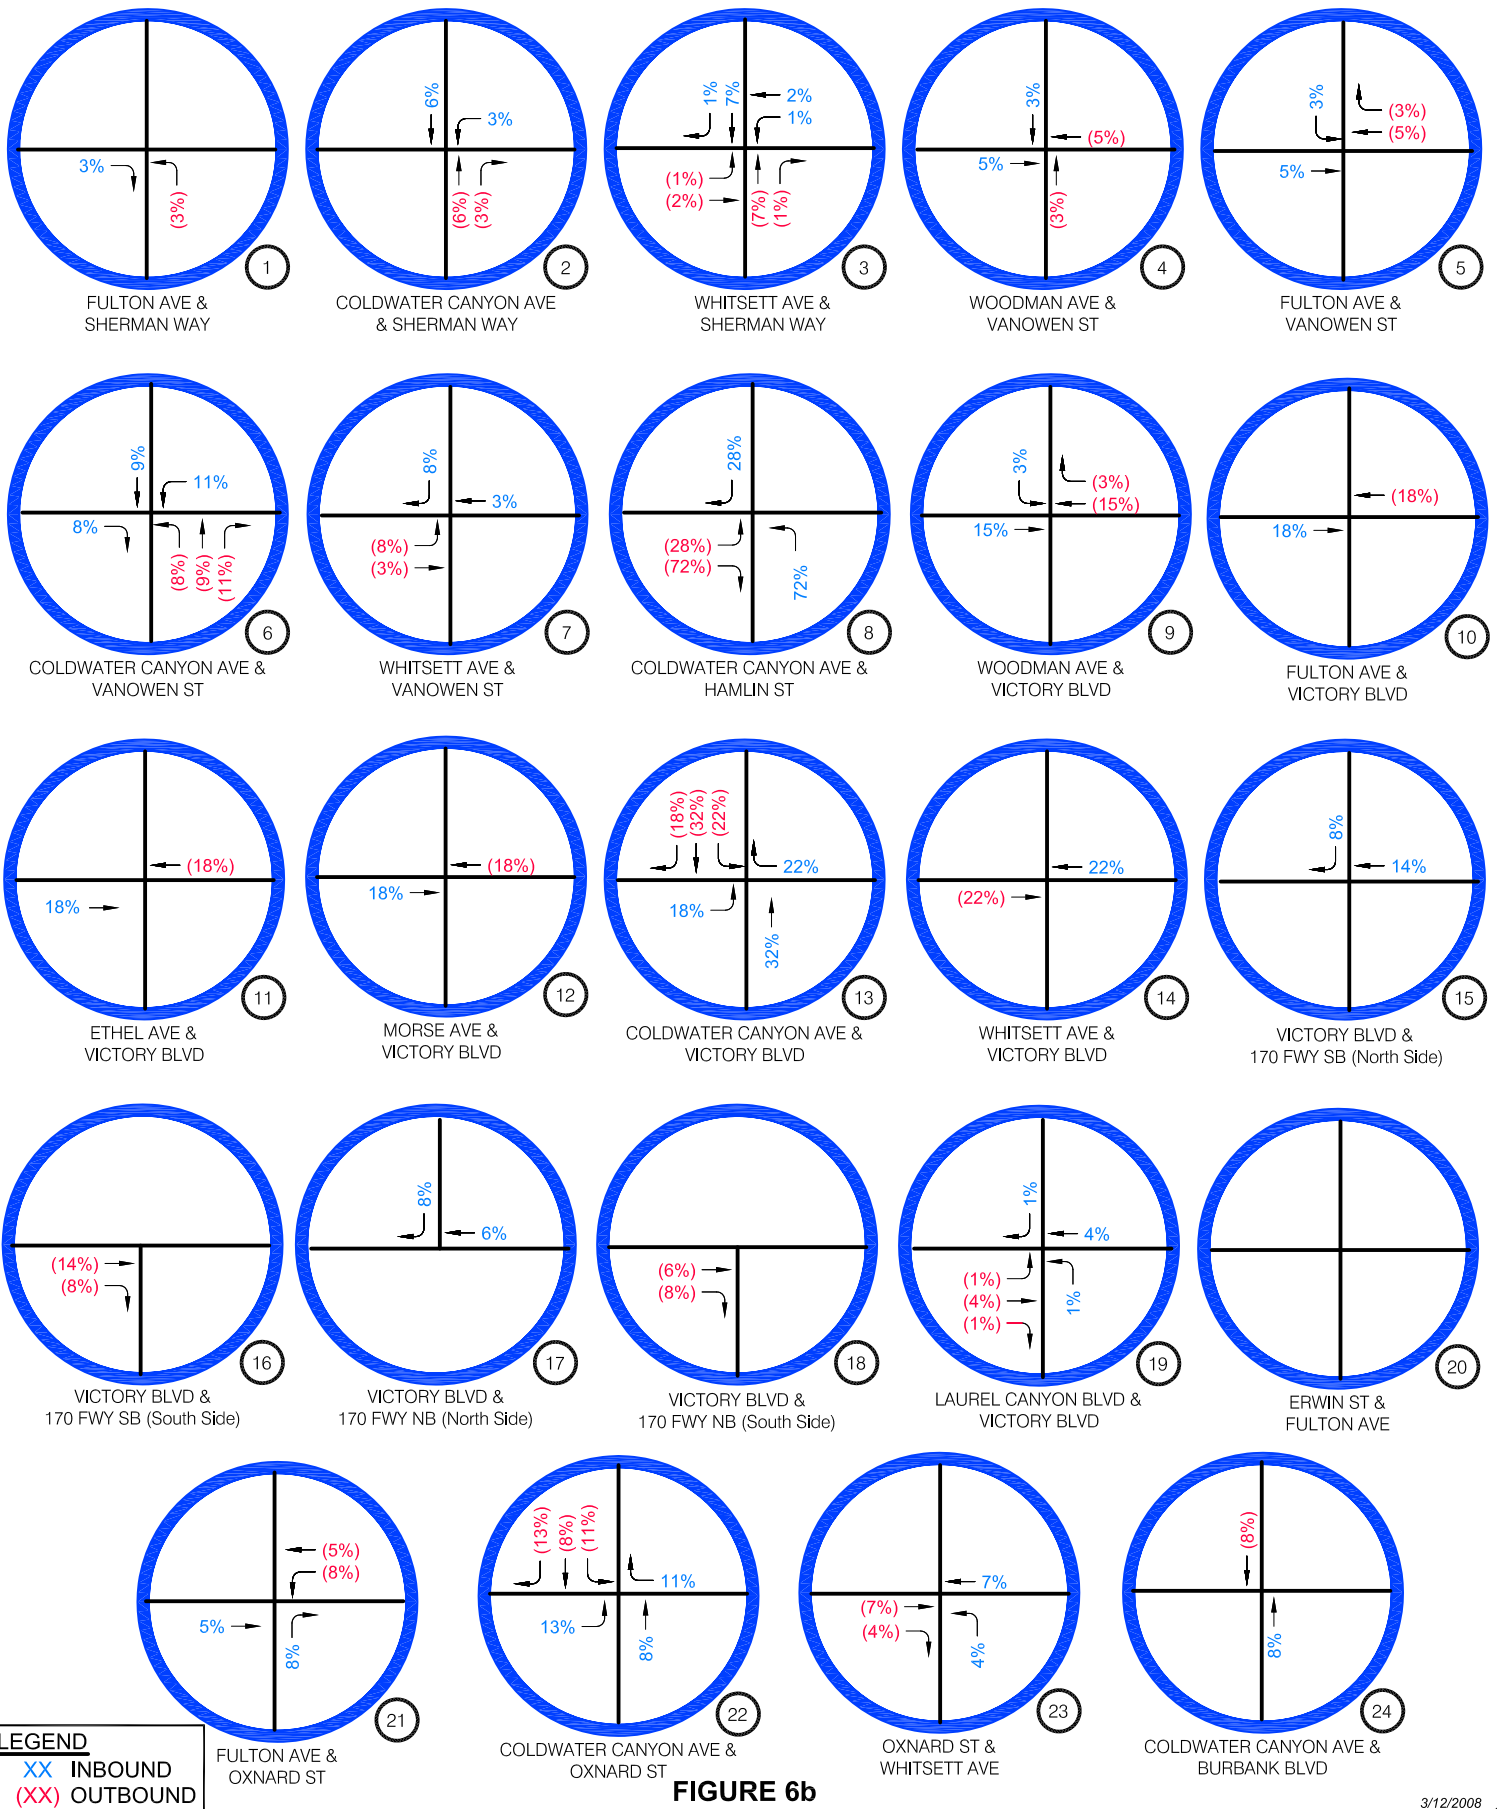 3%
(3%)
1
FULTON AVE &
SHERMAN WAY
6%
3%
(6%)
(3%)
2
COLDWATER CANYON AVE
& SHERMAN WAY
1%
7%
2%
1%
(1%)
(2%)
(7%)
(1%)
3
WHITSETT AVE &
SHERMAN WAY
3%
(5%)
5%
(3%)
4
WOODMAN AVE &
VANOWEN ST
3%
(3%)
(5%)
5%
5
FULTON AVE &
VANOWEN ST
9%
11%
8%
(8%)
(9%)
(11%)
6
COLDWATER CANYON AVE &
VANOWEN ST
8%
3%
(8%)
(3%)
7
WHITSETT AVE &
VANOWEN ST
28%
(28%)
(72%)
72%
8
COLDWATER CANYON AVE &
HAMLIN ST
3%
(3%)
(15%)
15%
9
WOODMAN AVE &
VICTORY BLVD
(18%)
18%
10
FULTON AVE &
VICTORY BLVD
(18%)
18%
11
ETHEL AVE &
VICTORY BLVD
(18%)
18%
12
MORSE AVE &
VICTORY BLVD
(18%)
(32%)
(22%)
22%
18%
32%
13
COLDWATER CANYON AVE &
VICTORY BLVD
22%
(22%)
14
WHITSETT AVE &
VICTORY BLVD
8%
14%
15
VICTORY BLVD &
170 FWY SB (North Side)
(14%)
(8%)
16
VICTORY BLVD &
170 FWY SB (South Side)
8%
6%
17
VICTORY BLVD &
170 FWY NB (North Side)
(6%)
(8%)
18
VICTORY BLVD &
170 FWY NB (South Side)
1%
4%
(1%)
(4%)
(1%)
1%
19
LAUREL CANYON BLVD &
VICTORY BLVD
20
ERWIN ST &
FULTON AVE
(5%)
(8%)
5%
8%
21
FULTON AVE &
OXNARD ST
(13%)
(8%)
(11%)
11%
13%
8%
22
COLDWATER CANYON AVE &
OXNARD ST
7%
(7%)
(4%)
4%
23
OXNARD ST &
WHITSETT AVE
(8%)
8%
24
COLDWATER CANYON AVE &
BURBANK BLVD
LEGEND
XX INBOUND
(XX) OUTBOUND
FIGURE 6b
3/12/2008